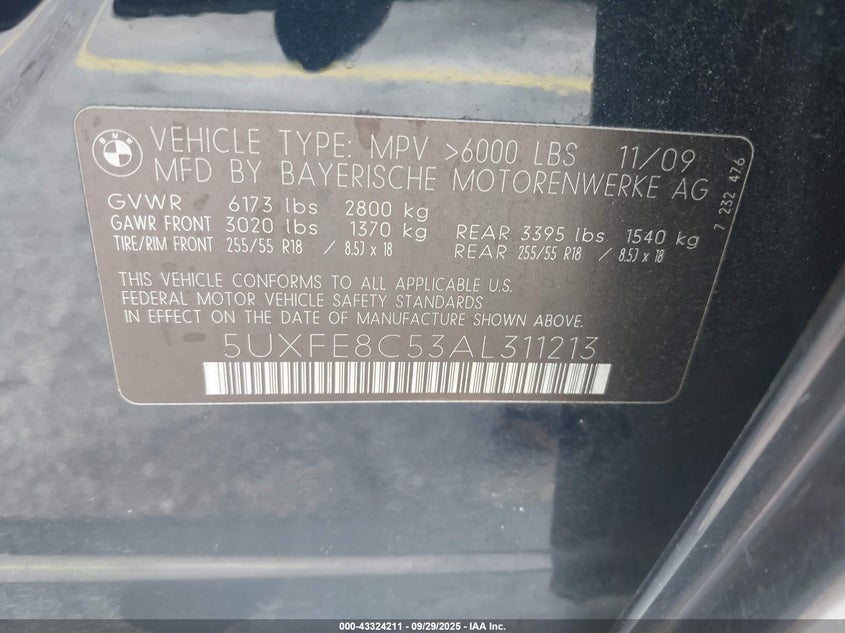 BMW
VEHICLE TYPE: MPV >6000 LBS 11/09
MFD BY BAYERISCHE MOTORENWERKE AG
GVWR 6173 lbs 2800 kg
GAWR FRONT 3020 lbs 1370 kg REAR 3395 lbs 1540 kg
TIRE/RIM FRONT 255/55 R18 / 8.5J x 18 REAR 255/55 R18 / 8.5J x 18
7 232 476
THIS VEHICLE CONFORMS TO ALL APPLICABLE U.S.
FEDERAL MOTOR VEHICLE SAFETY STANDARDS
IN EFFECT ON THE DATE OF MANUFACTURE SHOWN ABOVE.
5UXFE8C53AL311213
000-43324211 - 09/29/2025 - IAA Inc.